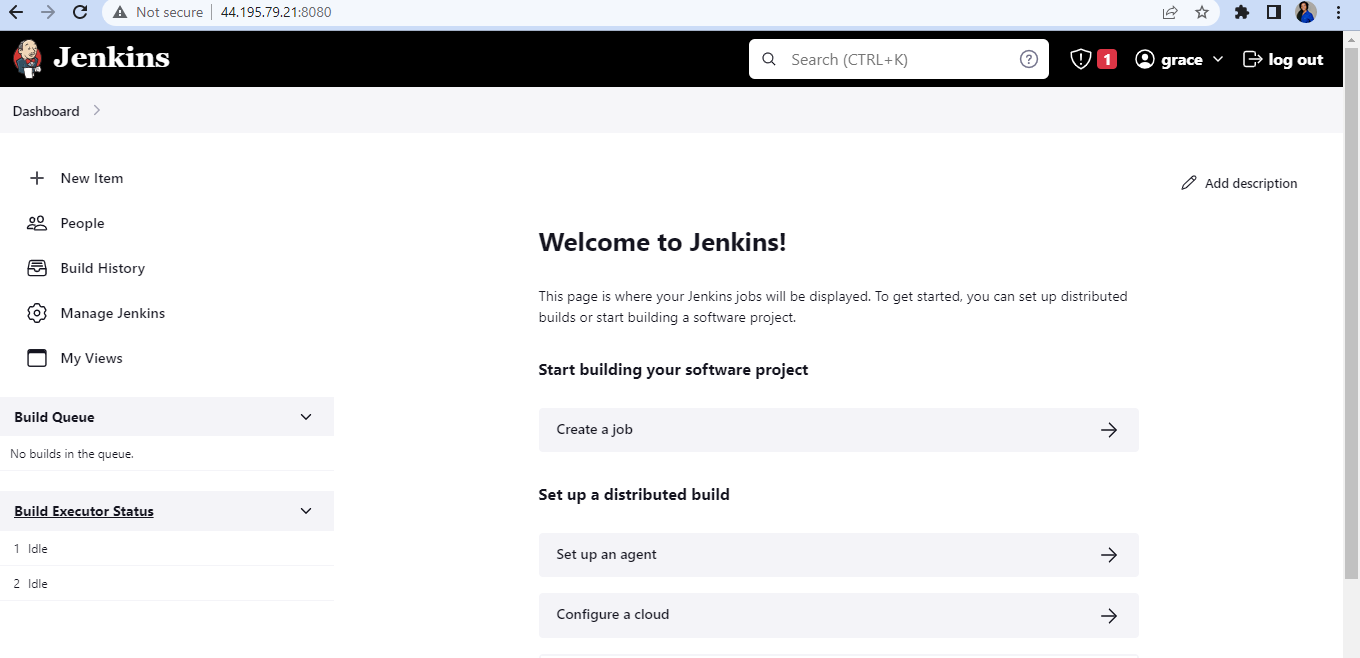 Not secure 44.195.79.21:8080
Jenkins
Search (CTRL+K)
1
grace
log out
Dashboard
New Item
People
Build History
Manage Jenkins
My Views
Build Queue
No builds in the queue.
Build Executor Status
1 Idle
2 Idle
Add description
Welcome to Jenkins!
This page is where your Jenkins jobs will be displayed. To get started, you can set up distributed
builds or start building a software project.
Start building your software project
Create a job
Set up a distributed build
Set up an agent
Configure a cloud